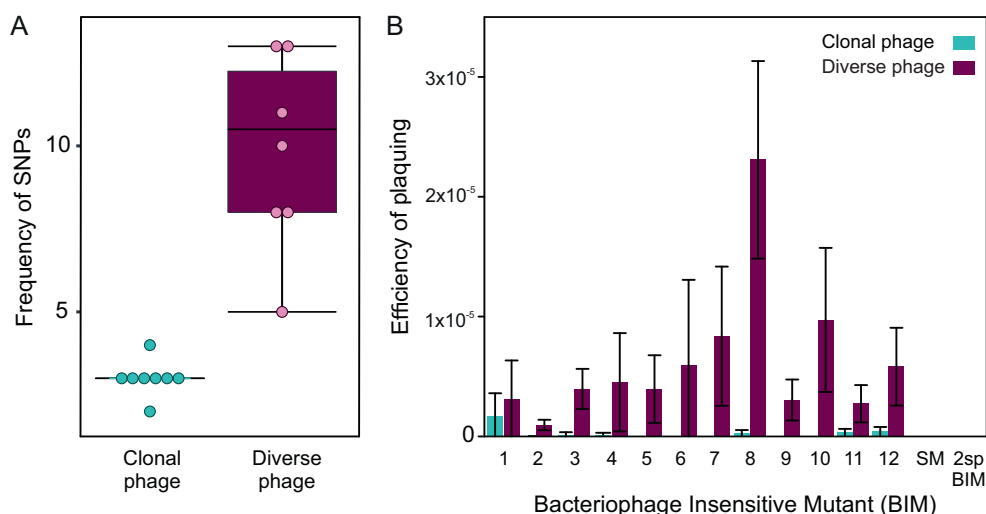 A
Frequency of SNPs
10
5
Clonal
phage
Diverse
phage
B
Clonal phage
Diverse phage
Efficiency of plaquing
3x10⁻⁵
2x10⁻⁵
1x10⁻⁵
0
1 2 3 4 5 6 7 8 9 10 11 12 SM 2sp
BIM
Bacteriophage Insensitive Mutant (BIM)